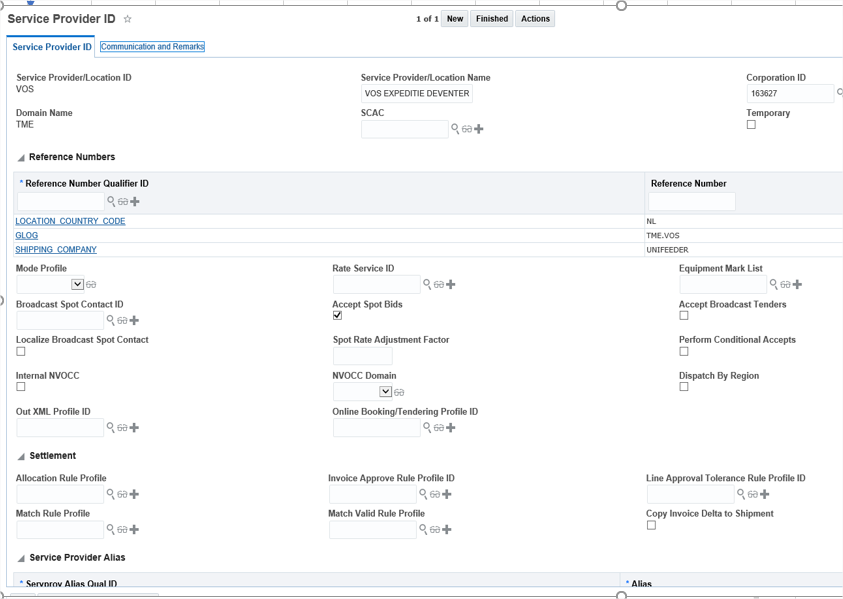 Service Provider ID
1 of 1 New Finished Actions
Service Provider ID Communication and Remarks
Service Provider/Location ID Service Provider/Location Name Corporation ID
VOS VOS EXPEDITIE DEVENTER 163627
Domain Name SCAC Temporary
TME
Reference Numbers
* Reference Number Qualifier ID Reference Number
LOCATION_COUNTRY_CODE NL
GLOG TME.VOS
SHIPPING_COMPANY UNIFEEDER
Mode Profile Rate Service ID Equipment Mark List
Broadcast Spot Contact ID Accept Spot Bids Accept Broadcast Tenders
Localize Broadcast Spot Contact Spot Rate Adjustment Factor Perform Conditional Accepts
Internal NVOCC NVOCC Domain Dispatch By Region
Out XML Profile ID Online Booking/Tendering Profile ID
Settlement
Allocation Rule Profile Invoice Approve Rule Profile ID Line Approval Tolerance Rule Profile ID
Match Rule Profile Match Valid Rule Profile Copy Invoice Delta to Shipment
Service Provider Alias
* Servprov Alias Qual ID * Alias